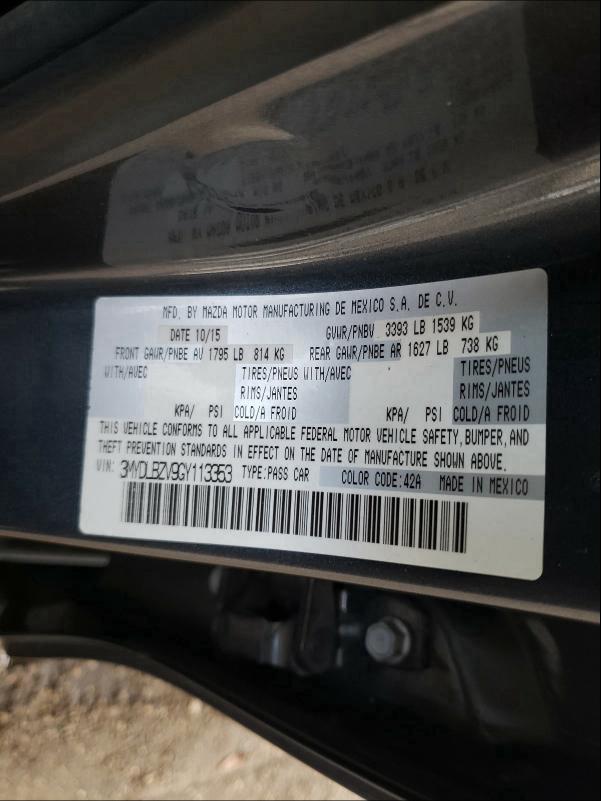 MFD. BY MAZDA MOTOR MANUFACTURING DE MEXICO S.A. DE C.V.
DATE 10/15 GVWR/PNBV 3393 LB 1539 KG
FRONT GAWR/PNBE AV 1795 LB 814 KG REAR GAWR/PNBE AR 1627 LB 738 KG
WITH/AVEC TIRES/PNEUS WITH/AVEC TIRES/PNEUS
RIMS/JANTES RIMS/JANTES
KPA/ PSI COLD/A FROID KPA/ PSI COLD/A FROID
THIS VEHICLE CONFORMS TO ALL APPLICABLE FEDERAL MOTOR VEHICLE SAFETY, BUMPER, AND
THEFT PREVENTION STANDARDS IN EFFECT ON THE DATE OF MANUFACTURE SHOWN ABOVE.
VIN: 3MYDLBZV9GY113353 TYPE:PASS CAR COLOR CODE:42A MADE IN MEXICO